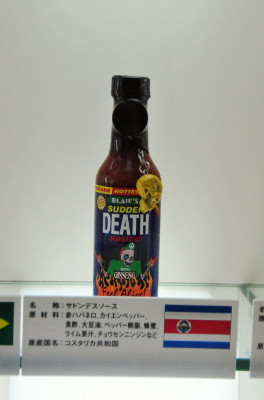 HOTTER
BLAIR'S
SUDDEN
DEATH
SAUCE
WITH
GINSENG
名　　称：サドンデスソース
原 材 料：赤ハバネロ、カイエンペッパー、
食酢、大豆油、ペッパー樹脂、蜂蜜、
ライム果汁、チョウセンニンジンなど
原産国名：コスタリカ共和国